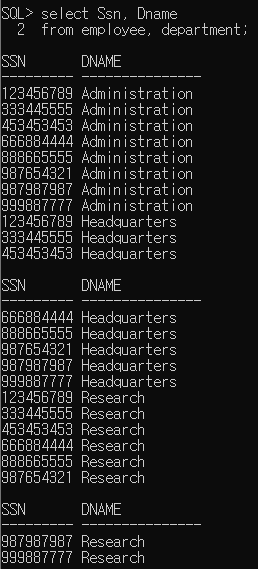 SQL> select Ssn, Dname
  2  from employee, department;
SSN       DNAME
--------- ---------------
123456789 Administration
333445555 Administration
453453453 Administration
666884444 Administration
888665555 Administration
987654321 Administration
987987987 Administration
999887777 Administration
123456789 Headquarters
333445555 Headquarters
453453453 Headquarters
SSN       DNAME
--------- ---------------
666884444 Headquarters
888665555 Headquarters
987654321 Headquarters
987987987 Headquarters
999887777 Headquarters
123456789 Research
333445555 Research
453453453 Research
666884444 Research
888665555 Research
987654321 Research
SSN       DNAME
--------- ---------------
987987987 Research
999887777 Research